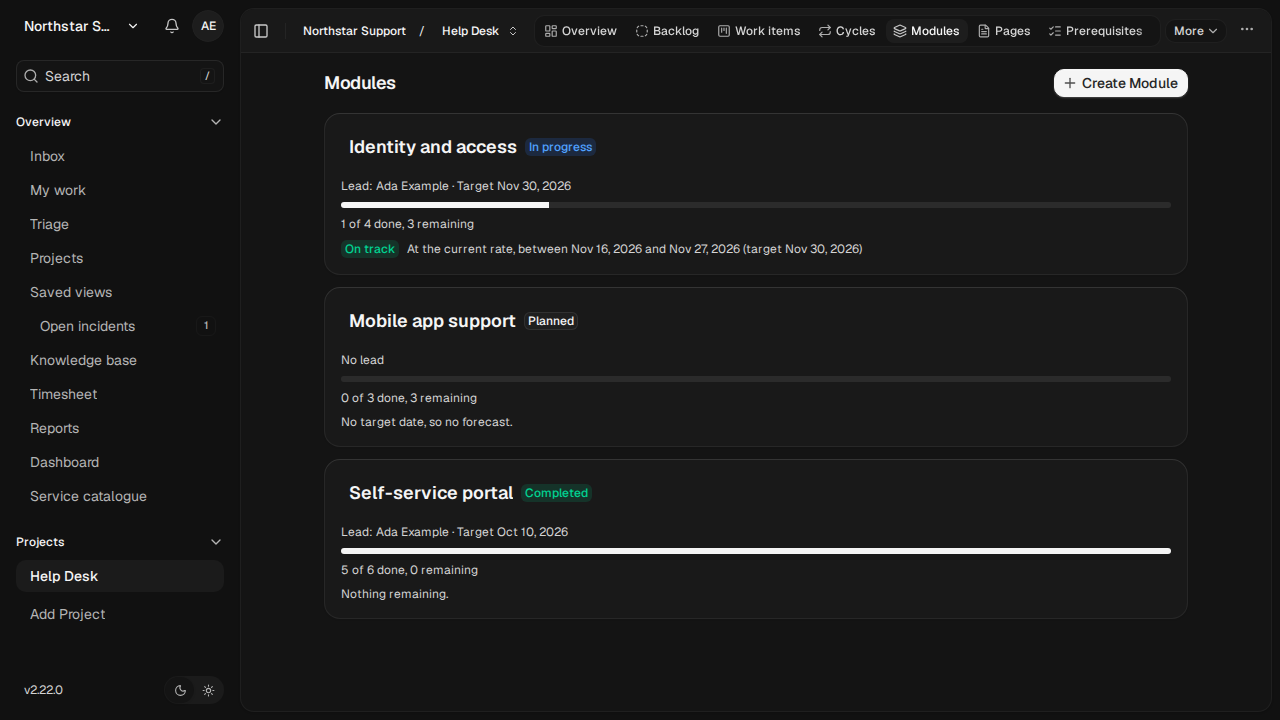 Northstar S...
AE
Search
/
Overview
Inbox
My work
Triage
Projects
Saved views
Open incidents
1
Knowledge base
Timesheet
Reports
Dashboard
Service catalogue
Projects
Help Desk
Add Project
v2.22.0
Northstar Support / Help Desk
Overview
Backlog
Work items
Cycles
Modules
Pages
Prerequisites
More
Modules
Create Module
Identity and access
In progress
Lead: Ada Example · Target Nov 30, 2026
1 of 4 done, 3 remaining
On track
At the current rate, between Nov 16, 2026 and Nov 27, 2026 (target Nov 30, 2026)
Mobile app support
Planned
No lead
0 of 3 done, 3 remaining
No target date, so no forecast.
Self-service portal
Completed
Lead: Ada Example · Target Oct 10, 2026
5 of 6 done, 0 remaining
Nothing remaining.